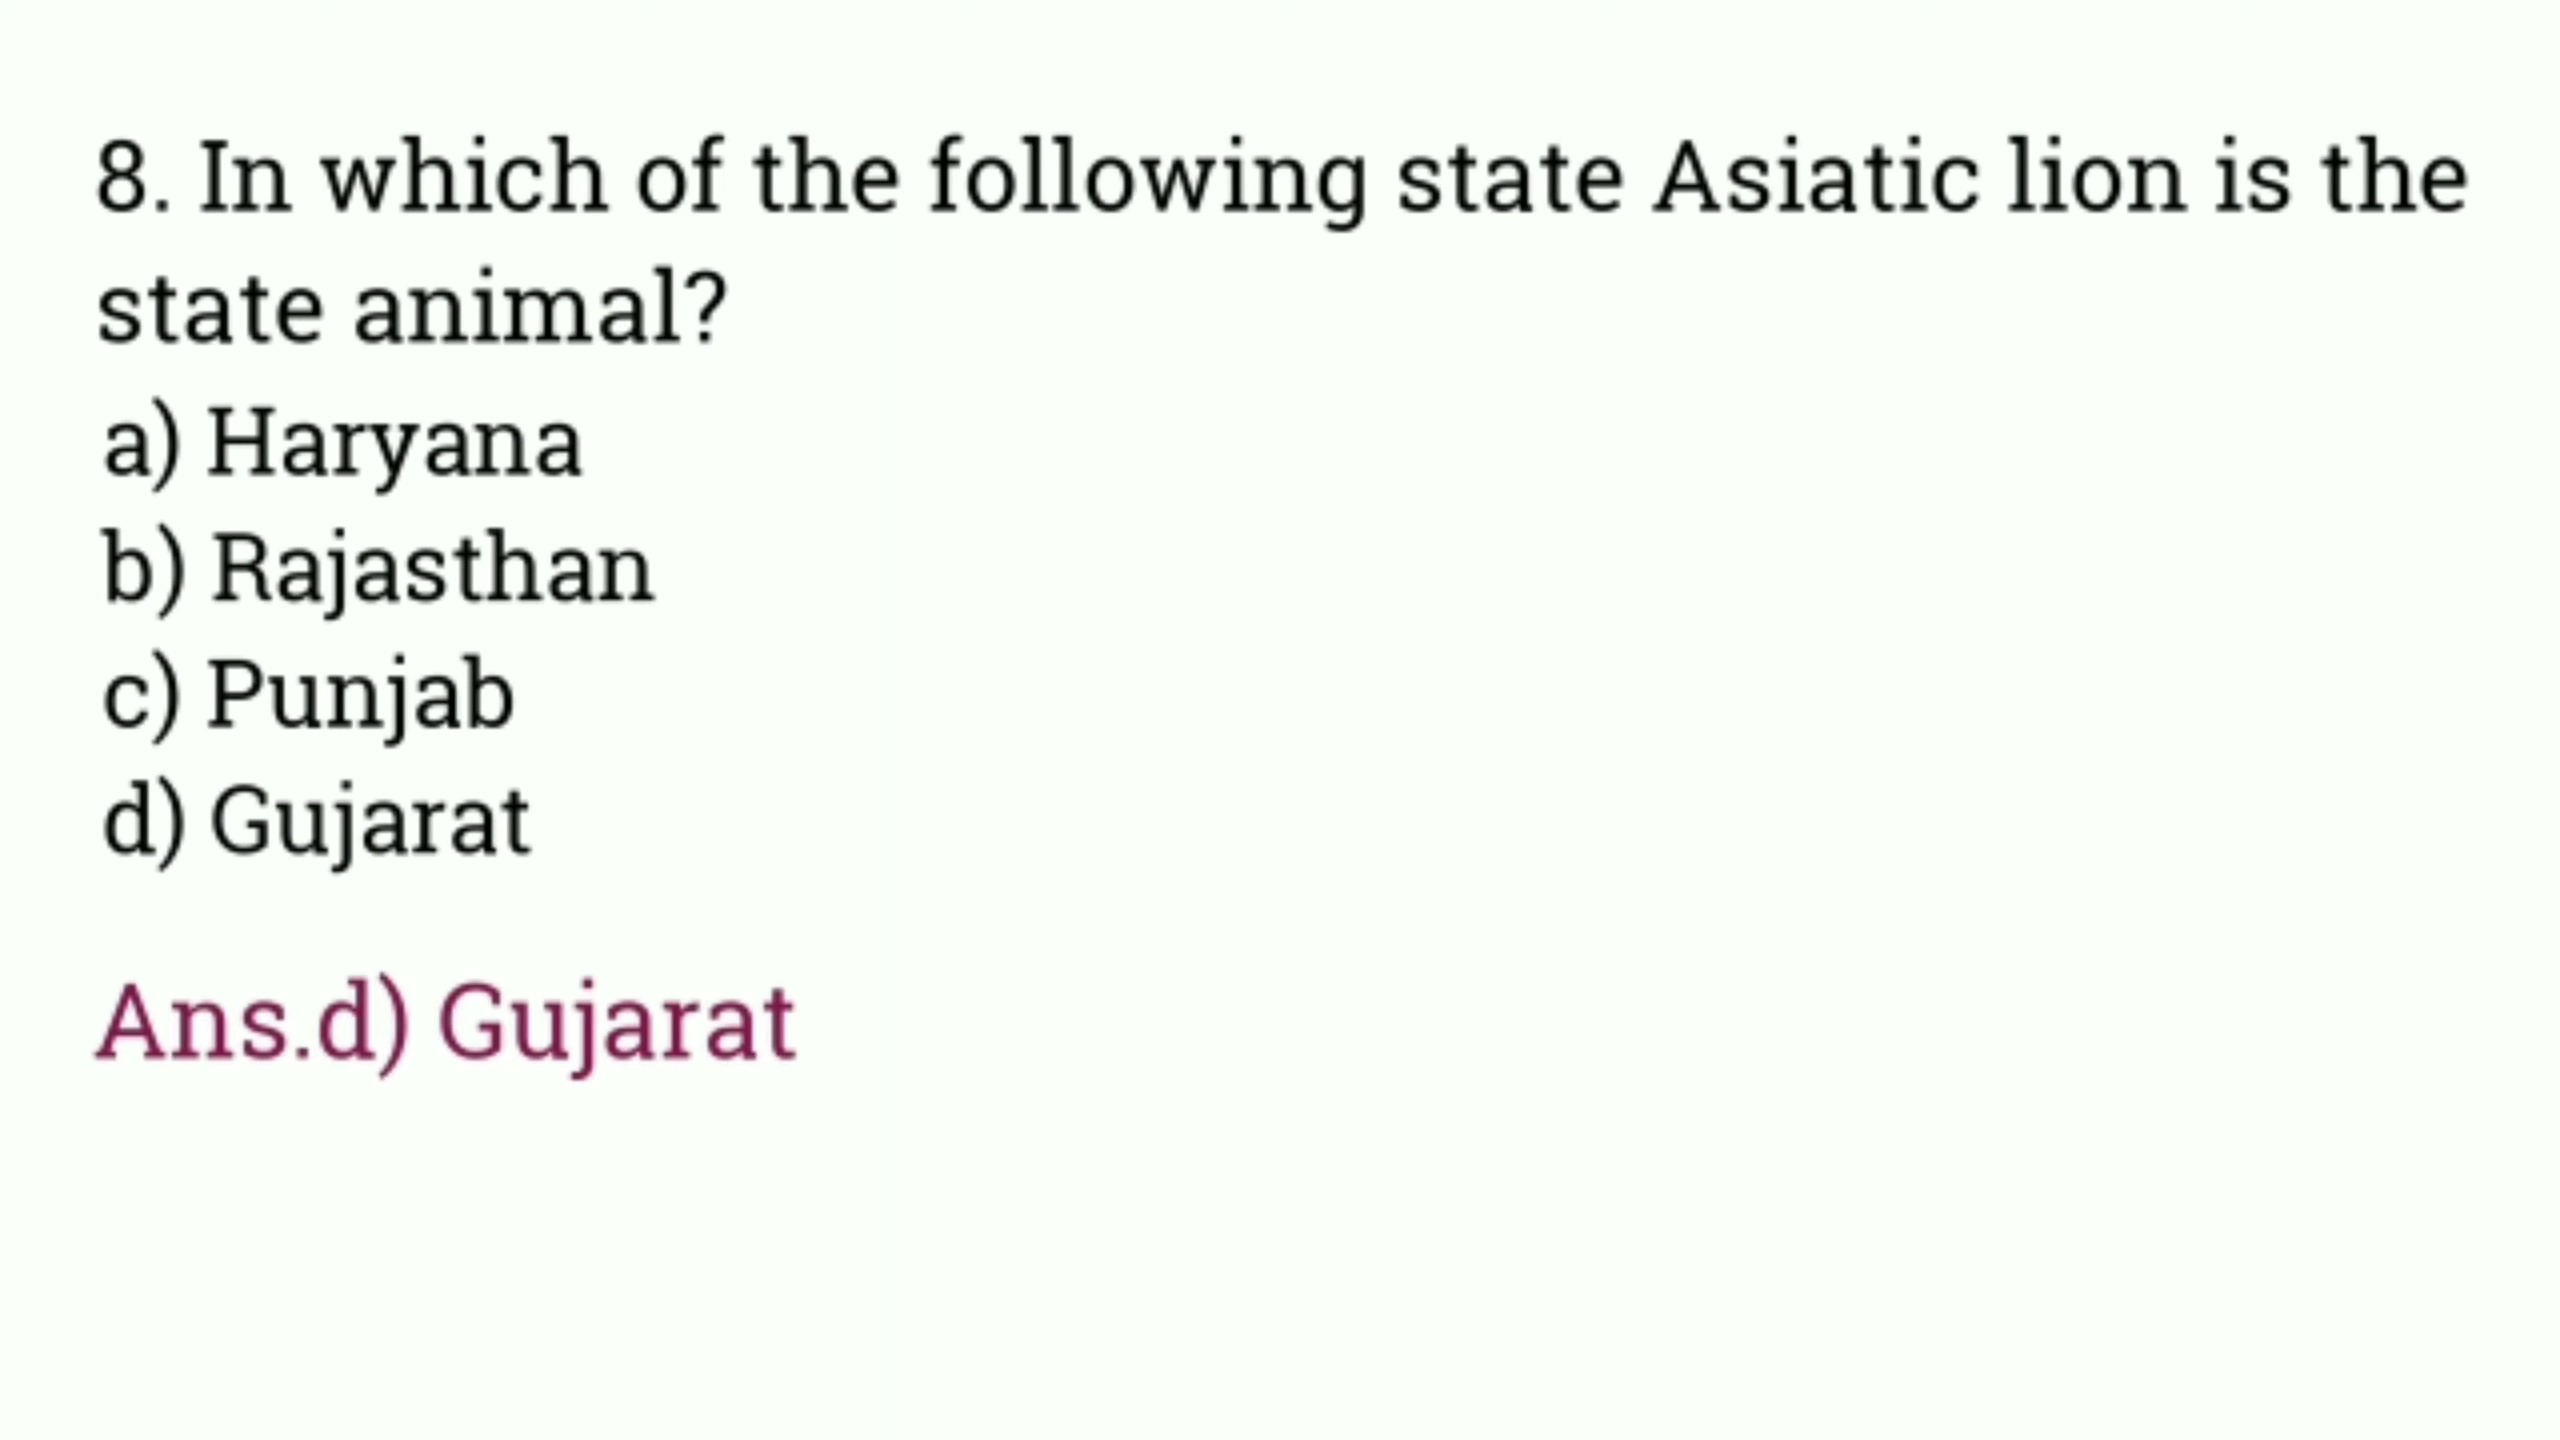 8. In which of the following state Asiatic lion is the
state animal?
a) Haryana
b) Rajasthan
c) Punjab
d) Gujarat
Ans.d) Gujarat